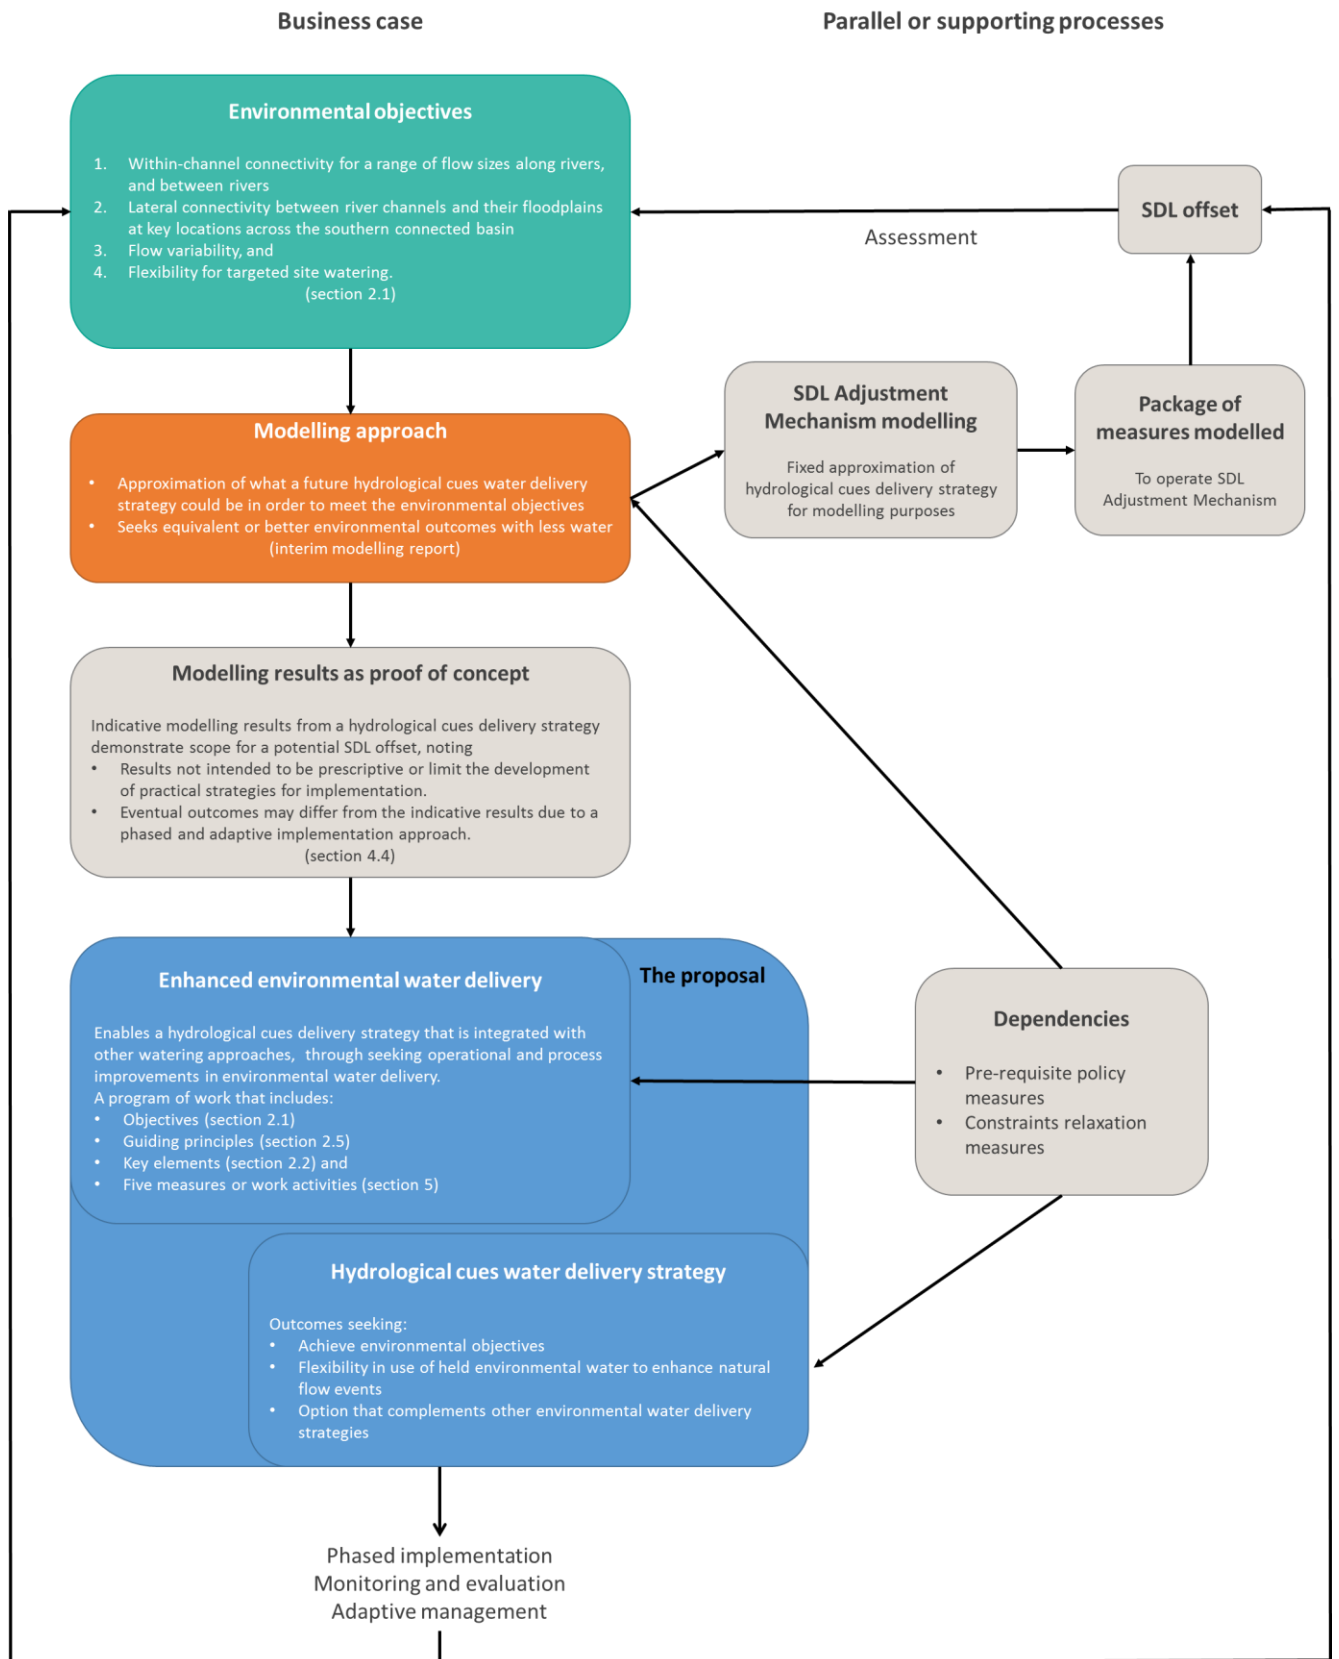 Business case
Parallel or supporting processes
Environmental objectives
1. Within-channel connectivity for a range of flow sizes along rivers,
and between rivers
2. Lateral connectivity between river channels and their floodplains
at key locations across the southern connected basin
3. Flow variability, and
4. Flexibility for targeted site watering.
(section 2.1)
SDL offset
Assessment
Modelling approach
• Approximation of what a future hydrological cues water delivery
strategy could be in order to meet the environmental objectives
• Seeks equivalent or better environmental outcomes with less water
(interim modelling report)
SDL Adjustment
Mechanism modelling
Fixed approximation of
hydrological cues delivery strategy
for modelling purposes
Package of
measures modelled
To operate SDL
Adjustment Mechanism
Modelling results as proof of concept
Indicative modelling results from a hydrological cues delivery strategy
demonstrate scope for a potential SDL offset, noting
• Results not intended to be prescriptive or limit the development
of practical strategies for implementation.
• Eventual outcomes may differ from the indicative results due to a
phased and adaptive implementation approach.
(section 4.4)
The proposal
Enhanced environmental water delivery
Enables a hydrological cues delivery strategy that is integrated with
other watering approaches, through seeking operational and process
improvements in environmental water delivery.
A program of work that includes:
• Objectives (section 2.1)
• Guiding principles (section 2.5)
• Key elements (section 2.2) and
• Five measures or work activities (section 5)
Dependencies
• Pre-requisite policy
measures
• Constraints relaxation
measures
Hydrological cues water delivery strategy
Outcomes seeking:
• Achieve environmental objectives
• Flexibility in use of held environmental water to enhance natural
flow events
• Option that complements other environmental water delivery
strategies
Phased implementation
Monitoring and evaluation
Adaptive management